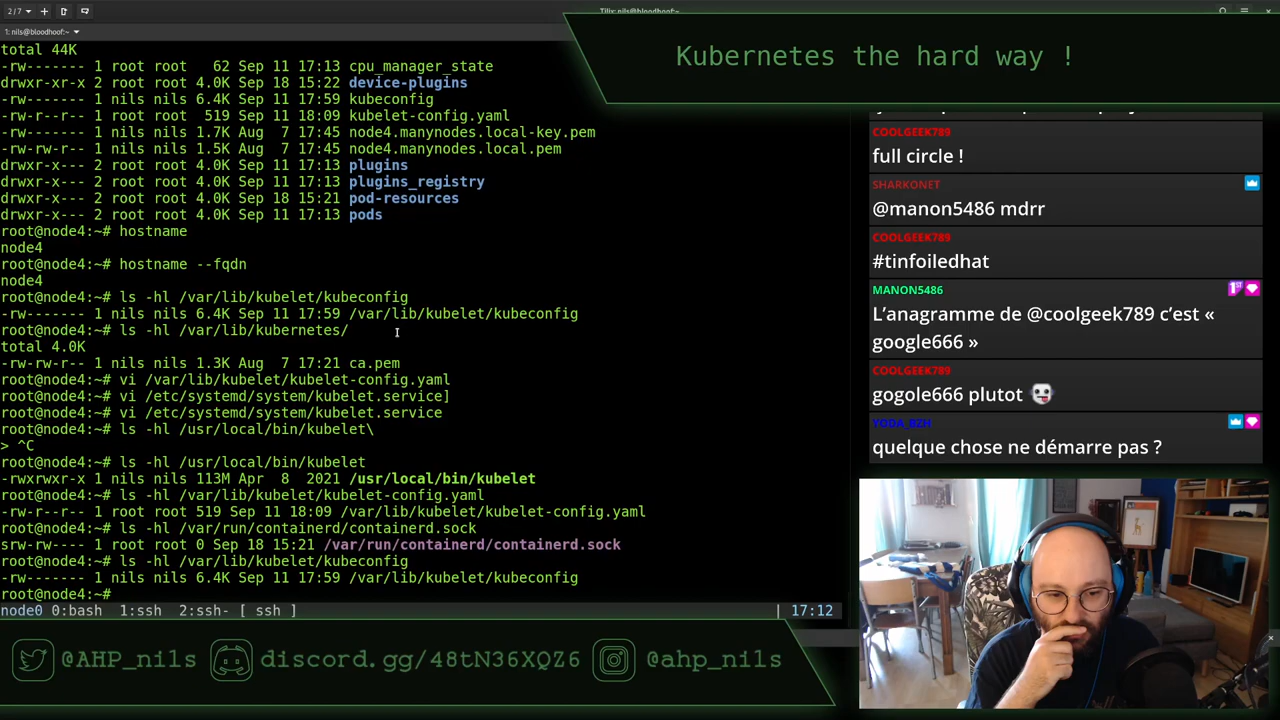 2/7
Tilix: nils@bloodhoof:~
1: nils@bloodhoof:~
total 44K
-rw------- 1 root root   62 Sep 11 17:13 cpu_manager_state
drwxr-xr-x 2 root root 4.0K Sep 18 15:22 device-plugins
-rw------- 1 nils nils 6.4K Sep 11 17:59 kubeconfig
-rw-r--r-- 1 root root  519 Sep 11 18:09 kubelet-config.yaml
-rw------- 1 nils nils 1.7K Aug  7 17:45 node4.manynodes.local-key.pem
-rw-rw-r-- 1 nils nils 1.5K Aug  7 17:45 node4.manynodes.local.pem
drwxr-x--- 2 root root 4.0K Sep 11 17:13 plugins
drwxr-x--- 2 root root 4.0K Sep 11 17:13 plugins_registry
drwxr-x--- 2 root root 4.0K Sep 18 15:21 pod-resources
drwxr-x--- 2 root root 4.0K Sep 11 17:13 pods
root@node4:~# hostname
node4
root@node4:~# hostname --fqdn
node4
root@node4:~# ls -hl /var/lib/kubelet/kubeconfig
-rw------- 1 nils nils 6.4K Sep 11 17:59 /var/lib/kubelet/kubeconfig
root@node4:~# ls -hl /var/lib/kubernetes/
total 4.0K
-rw-rw-r-- 1 nils nils 1.3K Aug  7 17:21 ca.pem
root@node4:~# vi /var/lib/kubelet/kubelet-config.yaml
root@node4:~# vi /etc/systemd/system/kubelet.service]
root@node4:~# vi /etc/systemd/system/kubelet.service
root@node4:~# ls -hl /usr/local/bin/kubelet\
> ^C
root@node4:~# ls -hl /usr/local/bin/kubelet
-rwxrwxr-x 1 nils nils 113M Apr  8  2021 /usr/local/bin/kubelet
root@node4:~# ls -hl /var/lib/kubelet/kubelet-config.yaml
-rw-r--r-- 1 root root 519 Sep 11 18:09 /var/lib/kubelet/kubelet-config.yaml
root@node4:~# ls -hl /var/run/containerd/containerd.sock
srw-rw---- 1 root root 0 Sep 18 15:21 /var/run/containerd/containerd.sock
root@node4:~# ls -hl /var/lib/kubelet/kubeconfig
-rw------- 1 nils nils 6.4K Sep 11 17:59 /var/lib/kubelet/kubeconfig
root@node4:~#
node0 0:bash  1:ssh  2:ssh- [ ssh ] | 17:12
Kubernetes the hard way !
COOLGEEK789
full circle !
SHARKONET
@manon5486 mdrr
COOLGEEK789
#tinfoiledhat
MANON5486
L’anagramme de @coolgeek789 c’est «
google666 »
COOLGEEK789
gogole666 plutot
YODA_BZH
quelque chose ne démarre pas ?
@AHP_nils
discord.gg/48tN36XQZ6
@ahp_nils